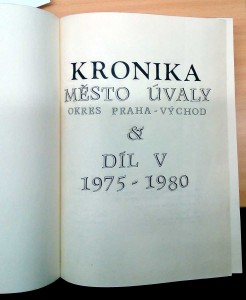 KRONIKA
MĚSTO ÚVALY
OKRES PRAHA-VÝCHOD
&
DÍL V
1975-1980